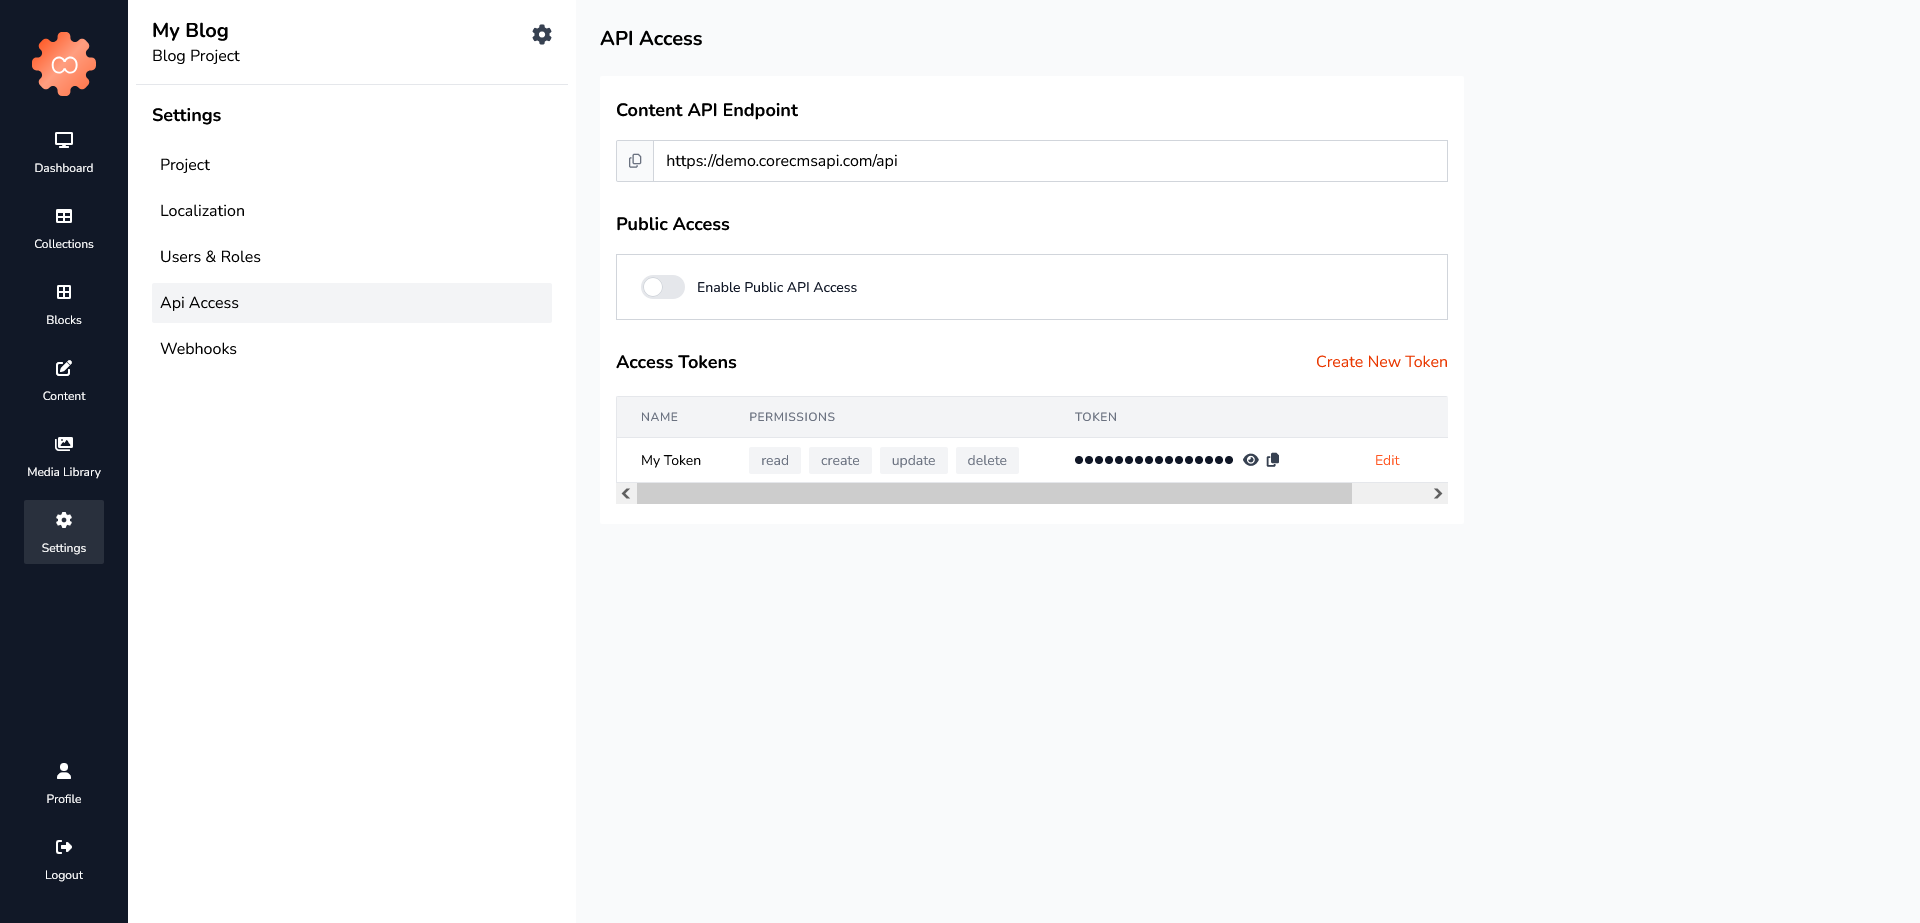 Dashboard
Collections
Blocks
Content
Media Library
Settings
Profile
Logout
My Blog
Blog Project
Settings
Project
Localization
Users & Roles
Api Access
Webhooks
API Access
Content API Endpoint
https://demo.corecmsapi.com/api
Public Access
Enable Public API Access
Access Tokens Create New Token
NAME PERMISSIONS TOKEN
My Token read create update delete Edit